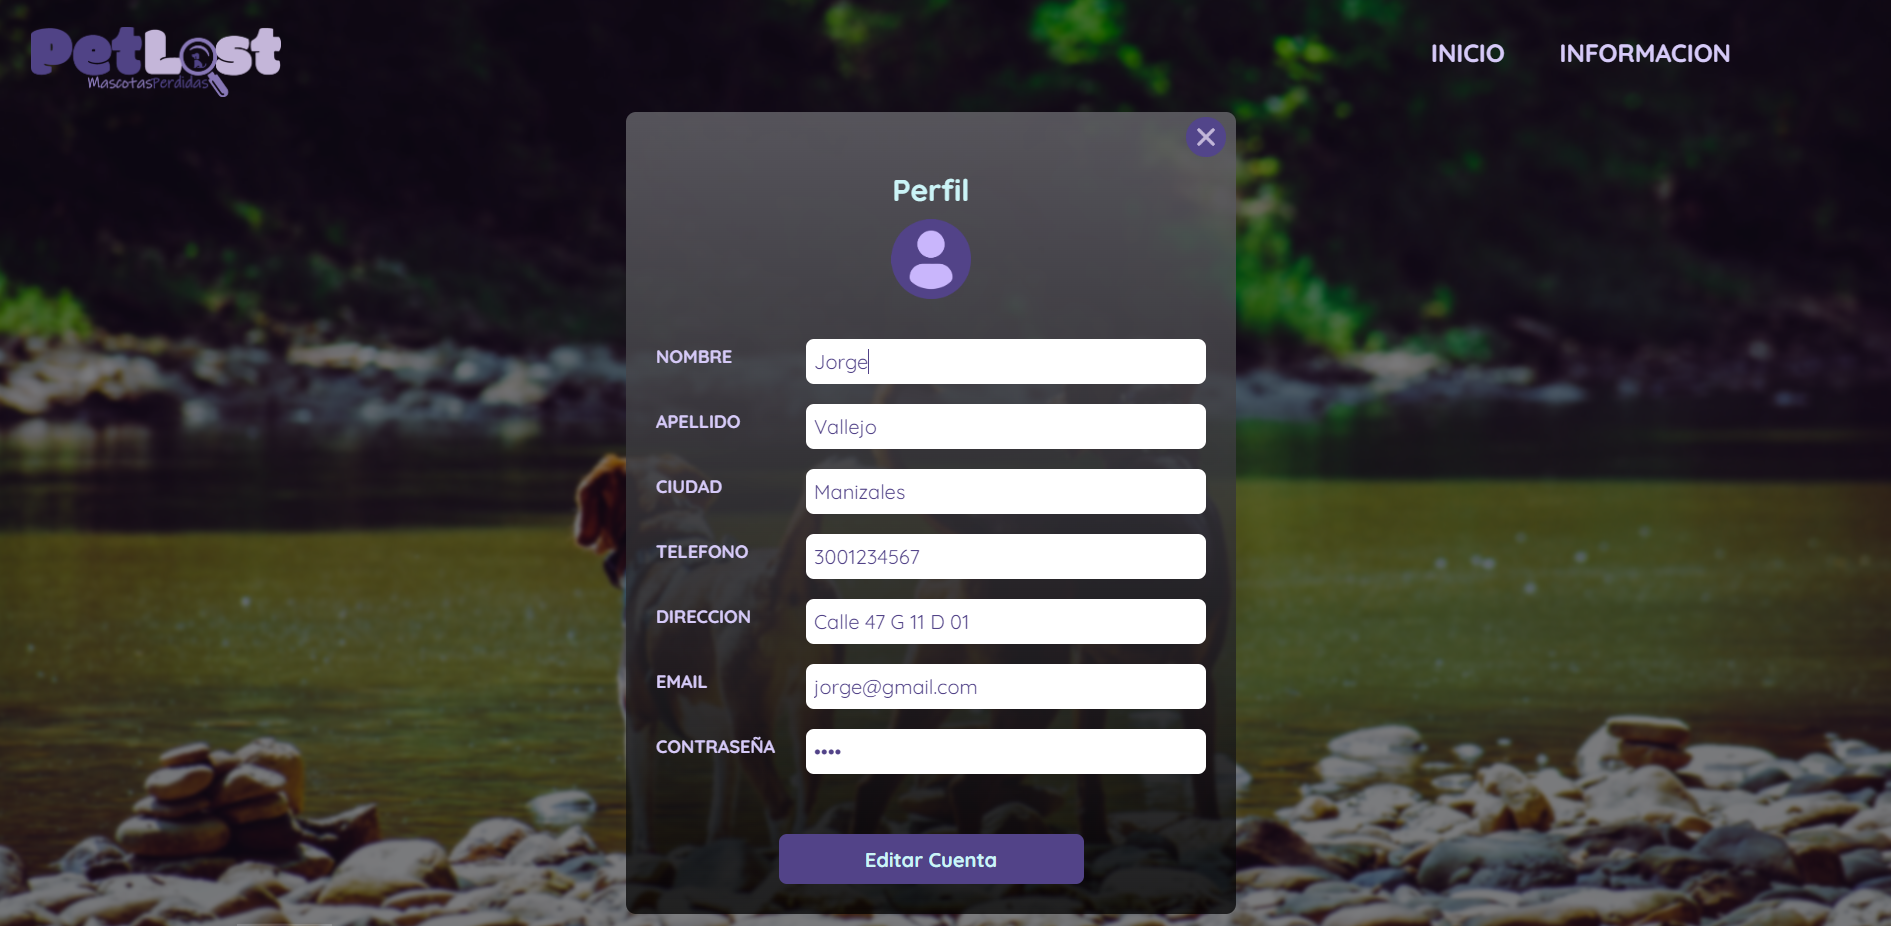 PetLost
MascotasPerdidas
INICIO INFORMACION
Perfil
NOMBRE Jorge
APELLIDO Vallejo
CIUDAD Manizales
TELEFONO 3001234567
DIRECCION Calle 47 G 11 D 01
EMAIL jorge@gmail.com
CONTRASEÑA ••••
Editar Cuenta